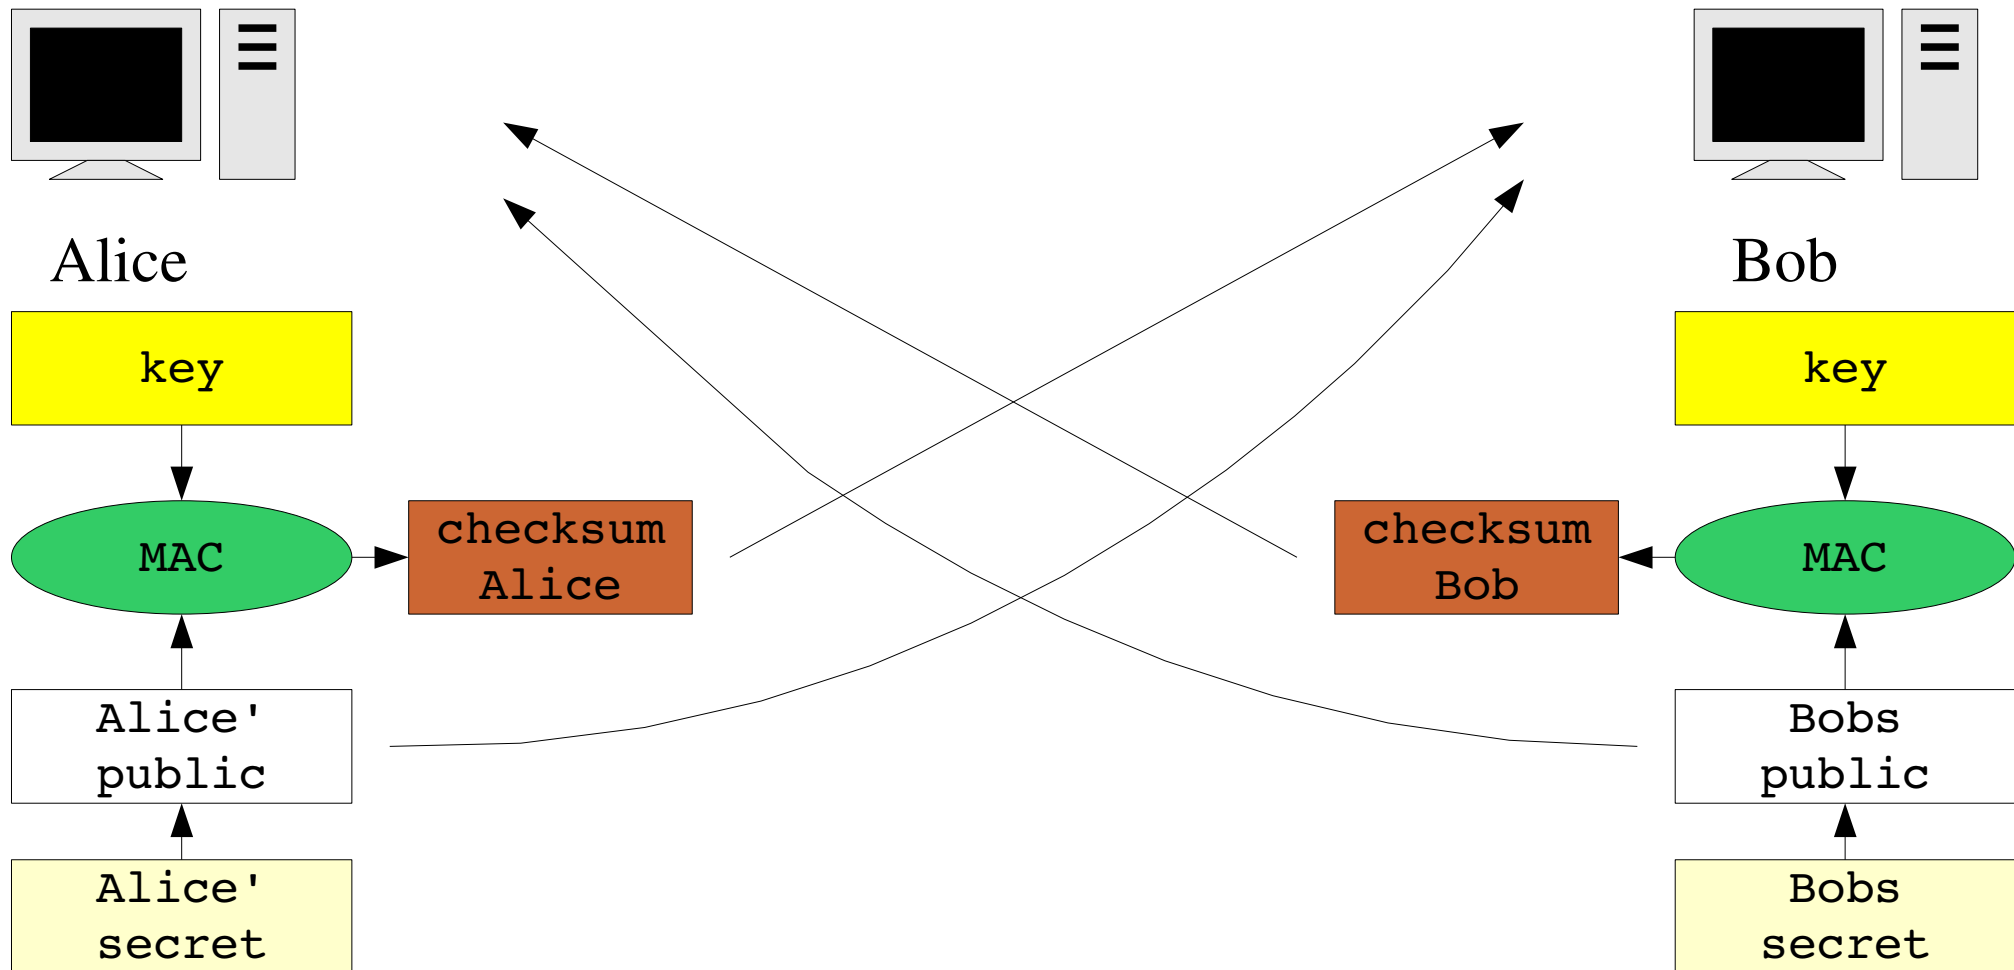 Alice
Bob
key
key
MAC
checksum
Alice
checksum
Bob
MAC
Alice'
public
Bobs
public
Alice'
secret
Bobs
secret